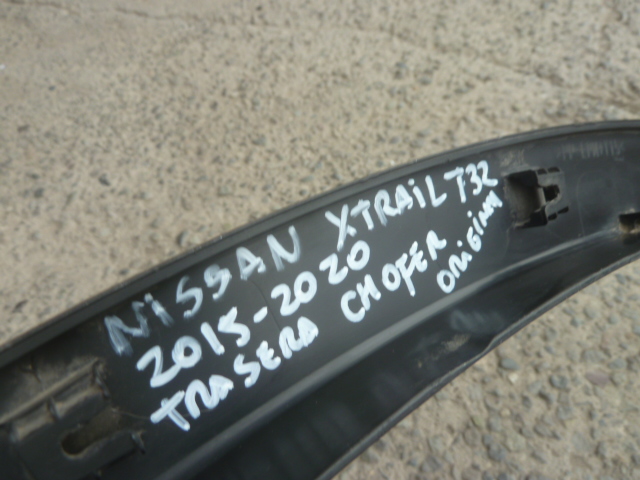 NISSAN XTRAIL T32
2015-2020
TRASERA CHOFER ORIGINAL